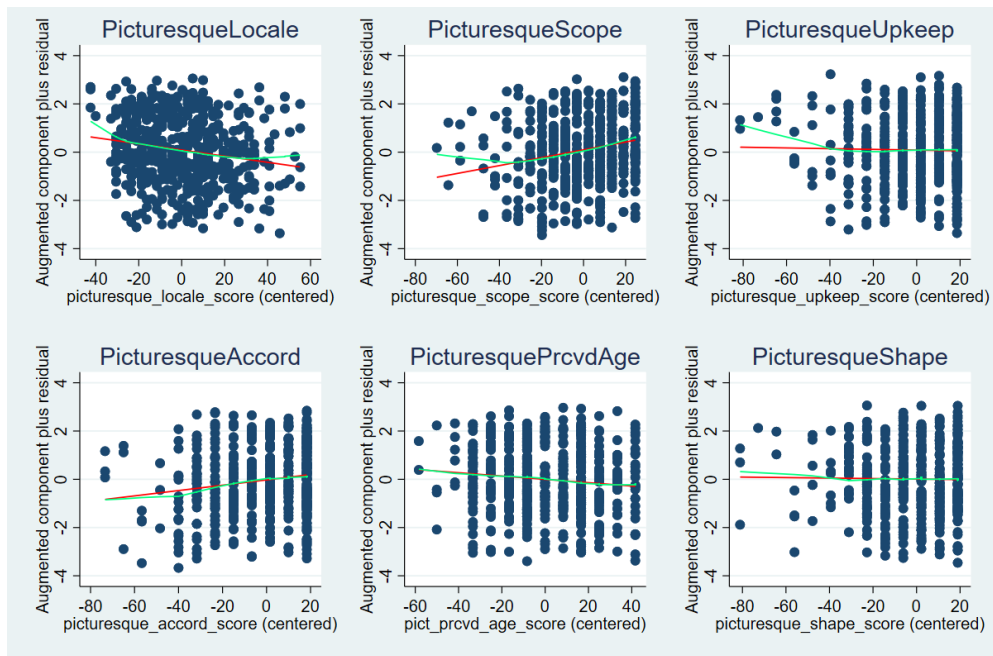 PicturesqueLocale
Augmented component plus residual
4
2
0
-2
-4
-40 -20 0 20 40 60
picturesque_locale_score (centered)
PicturesqueScope
Augmented component plus residual
4
2
0
-2
-4
-80 -60 -40 -20 0 20
picturesque_scope_score (centered)
PicturesqueUpkeep
Augmented component plus residual
4
2
0
-2
-4
-80 -60 -40 -20 0 20
picturesque_upkeep_score (centered)
PicturesqueAccord
Augmented component plus residual
4
2
0
-2
-4
-80 -60 -40 -20 0 20
picturesque_accord_score (centered)
PicturesquePrcvdAge
Augmented component plus residual
4
2
0
-2
-4
-60 -40 -20 0 20 40
pict_prcvd_age_score (centered)
PicturesqueShape
Augmented component plus residual
4
2
0
-2
-4
-80 -60 -40 -20 0 20
picturesque_shape_score (centered)